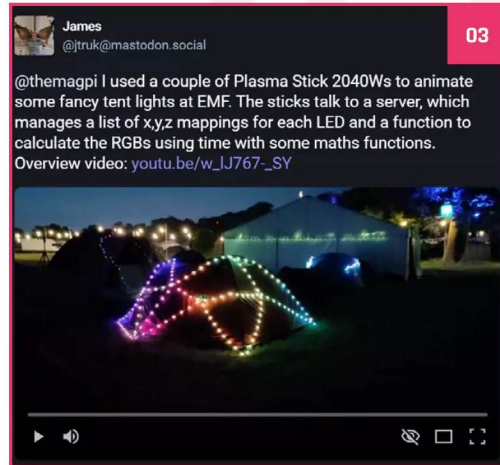 James
@jtruk@mastodon.social
03
@themagpi I used a couple of Plasma Stick 2040Ws to animate
some fancy tent lights at EMF. The sticks talk to a server, which
manages a list of x,y,z mappings for each LED and a function to
calculate the RGBs using time with some maths functions.
Overview video: youtu.be/w_lJ767-_SY